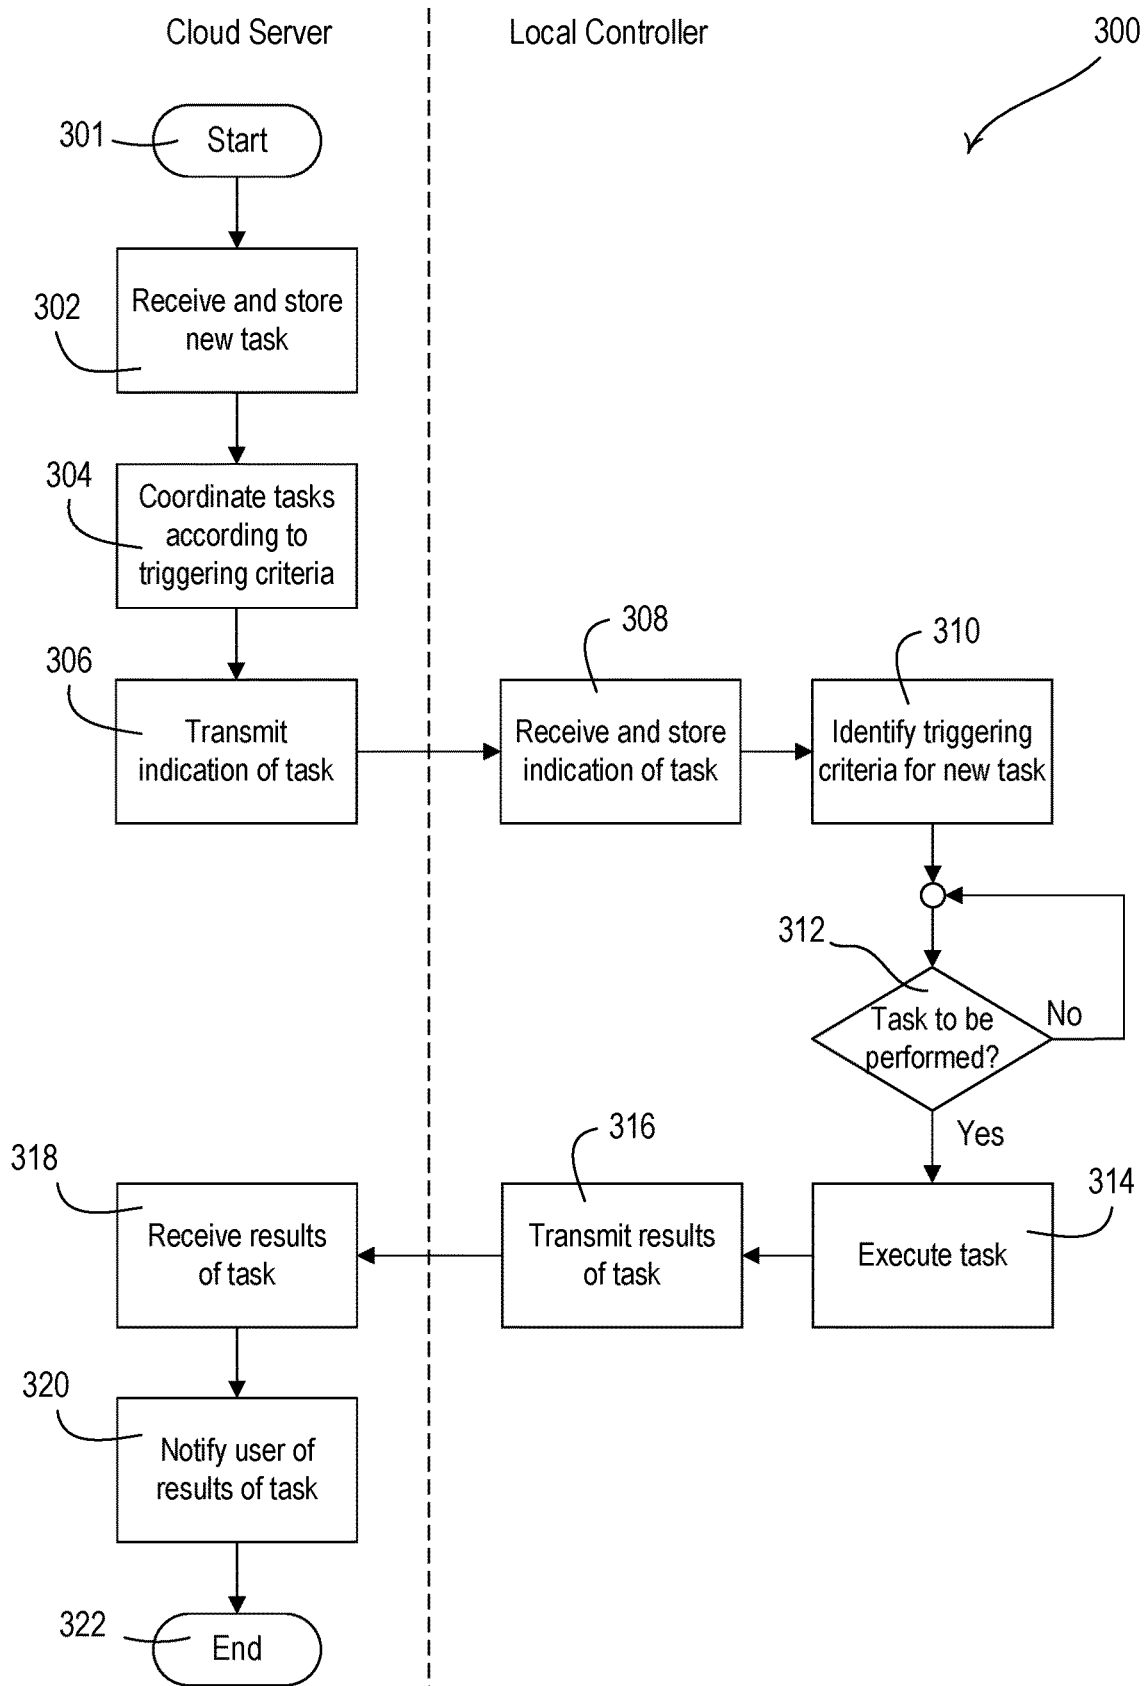 Cloud Server
Local Controller
300
301
Start
302
Receive and store
new task
304
Coordinate tasks
according to
triggering criteria
306
Transmit
indication of task
308
Receive and store
indication of task
310
Identify triggering
criteria for new task
312
Task to be
performed?
No
Yes
314
Execute task
316
Transmit results
of task
318
Receive results
of task
320
Notify user of
results of task
322
End